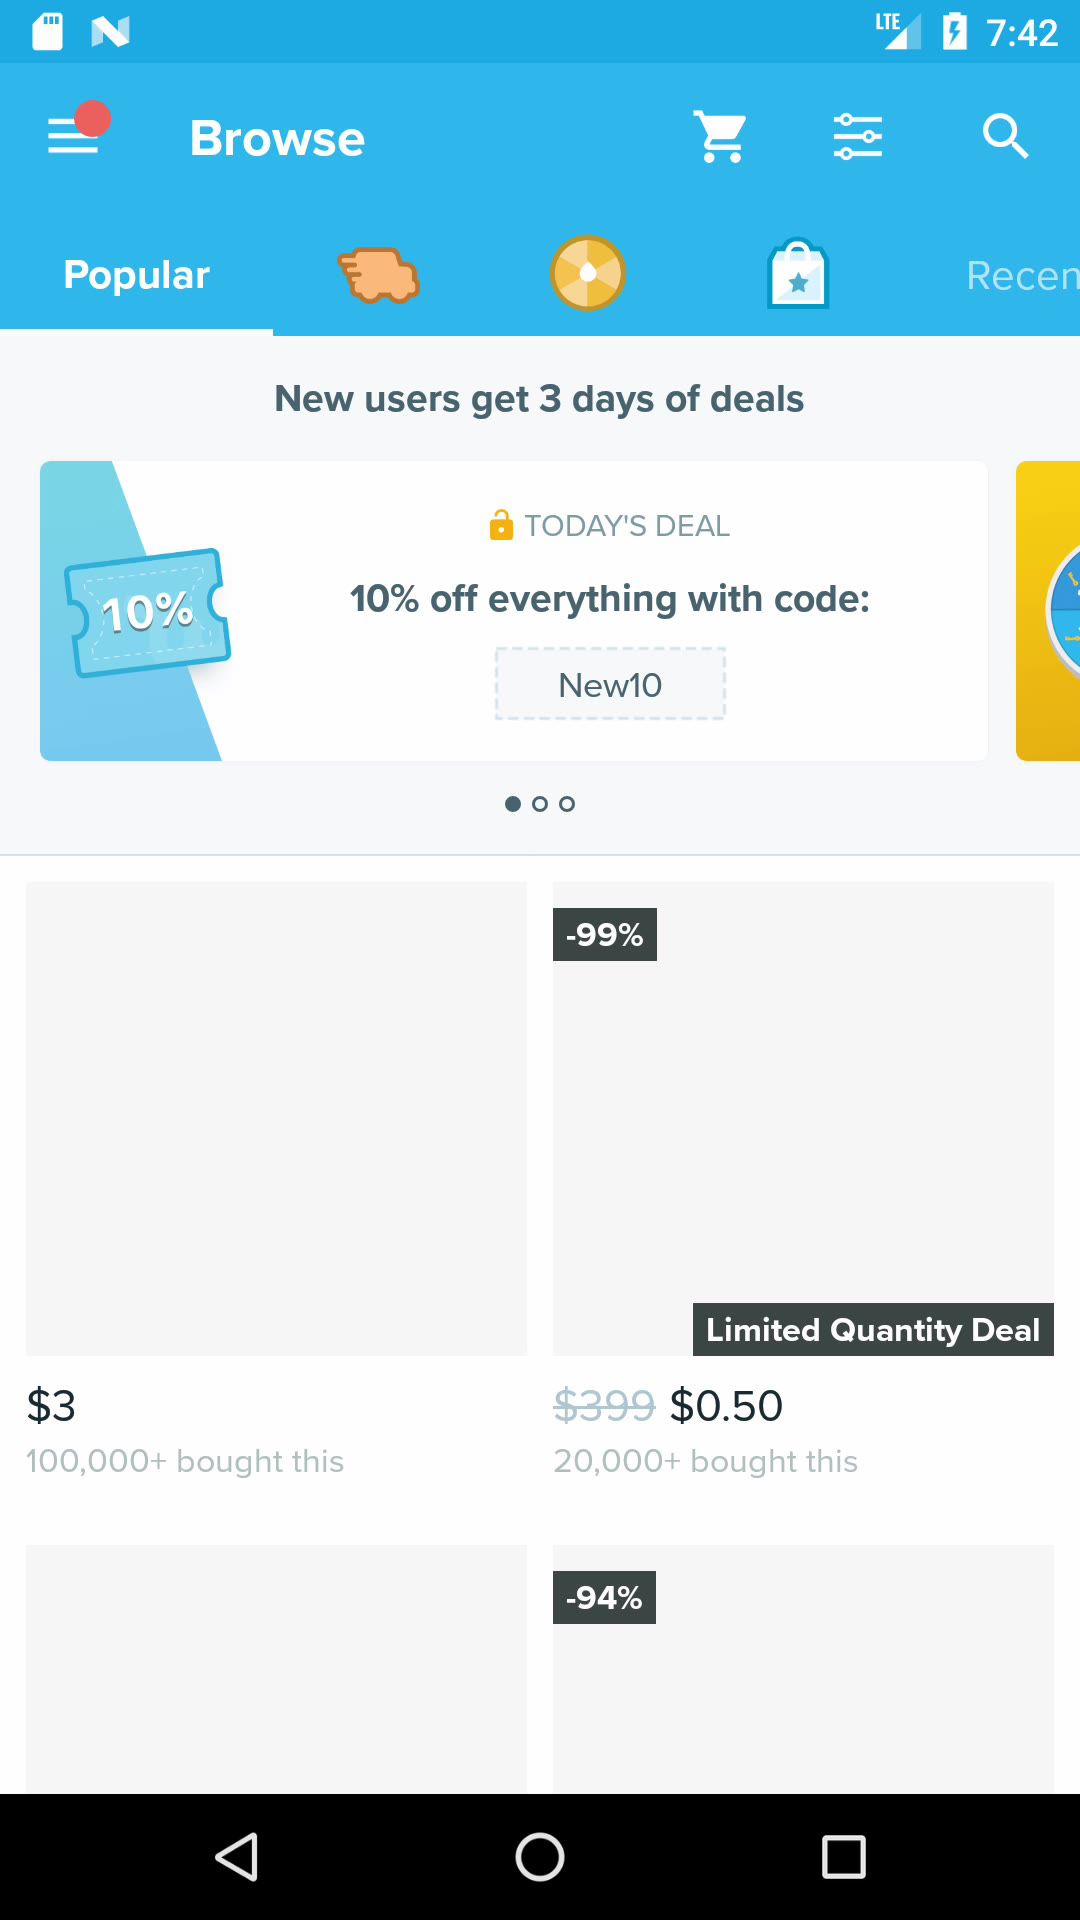 LTE 7:42
Browse
Popular
Recen
New users get 3 days of deals
TODAY'S DEAL
10% off everything with code:
10%
New10
-99%
Limited Quantity Deal
$3
$399 $0.50
100,000+ bought this
20,000+ bought this
-94%